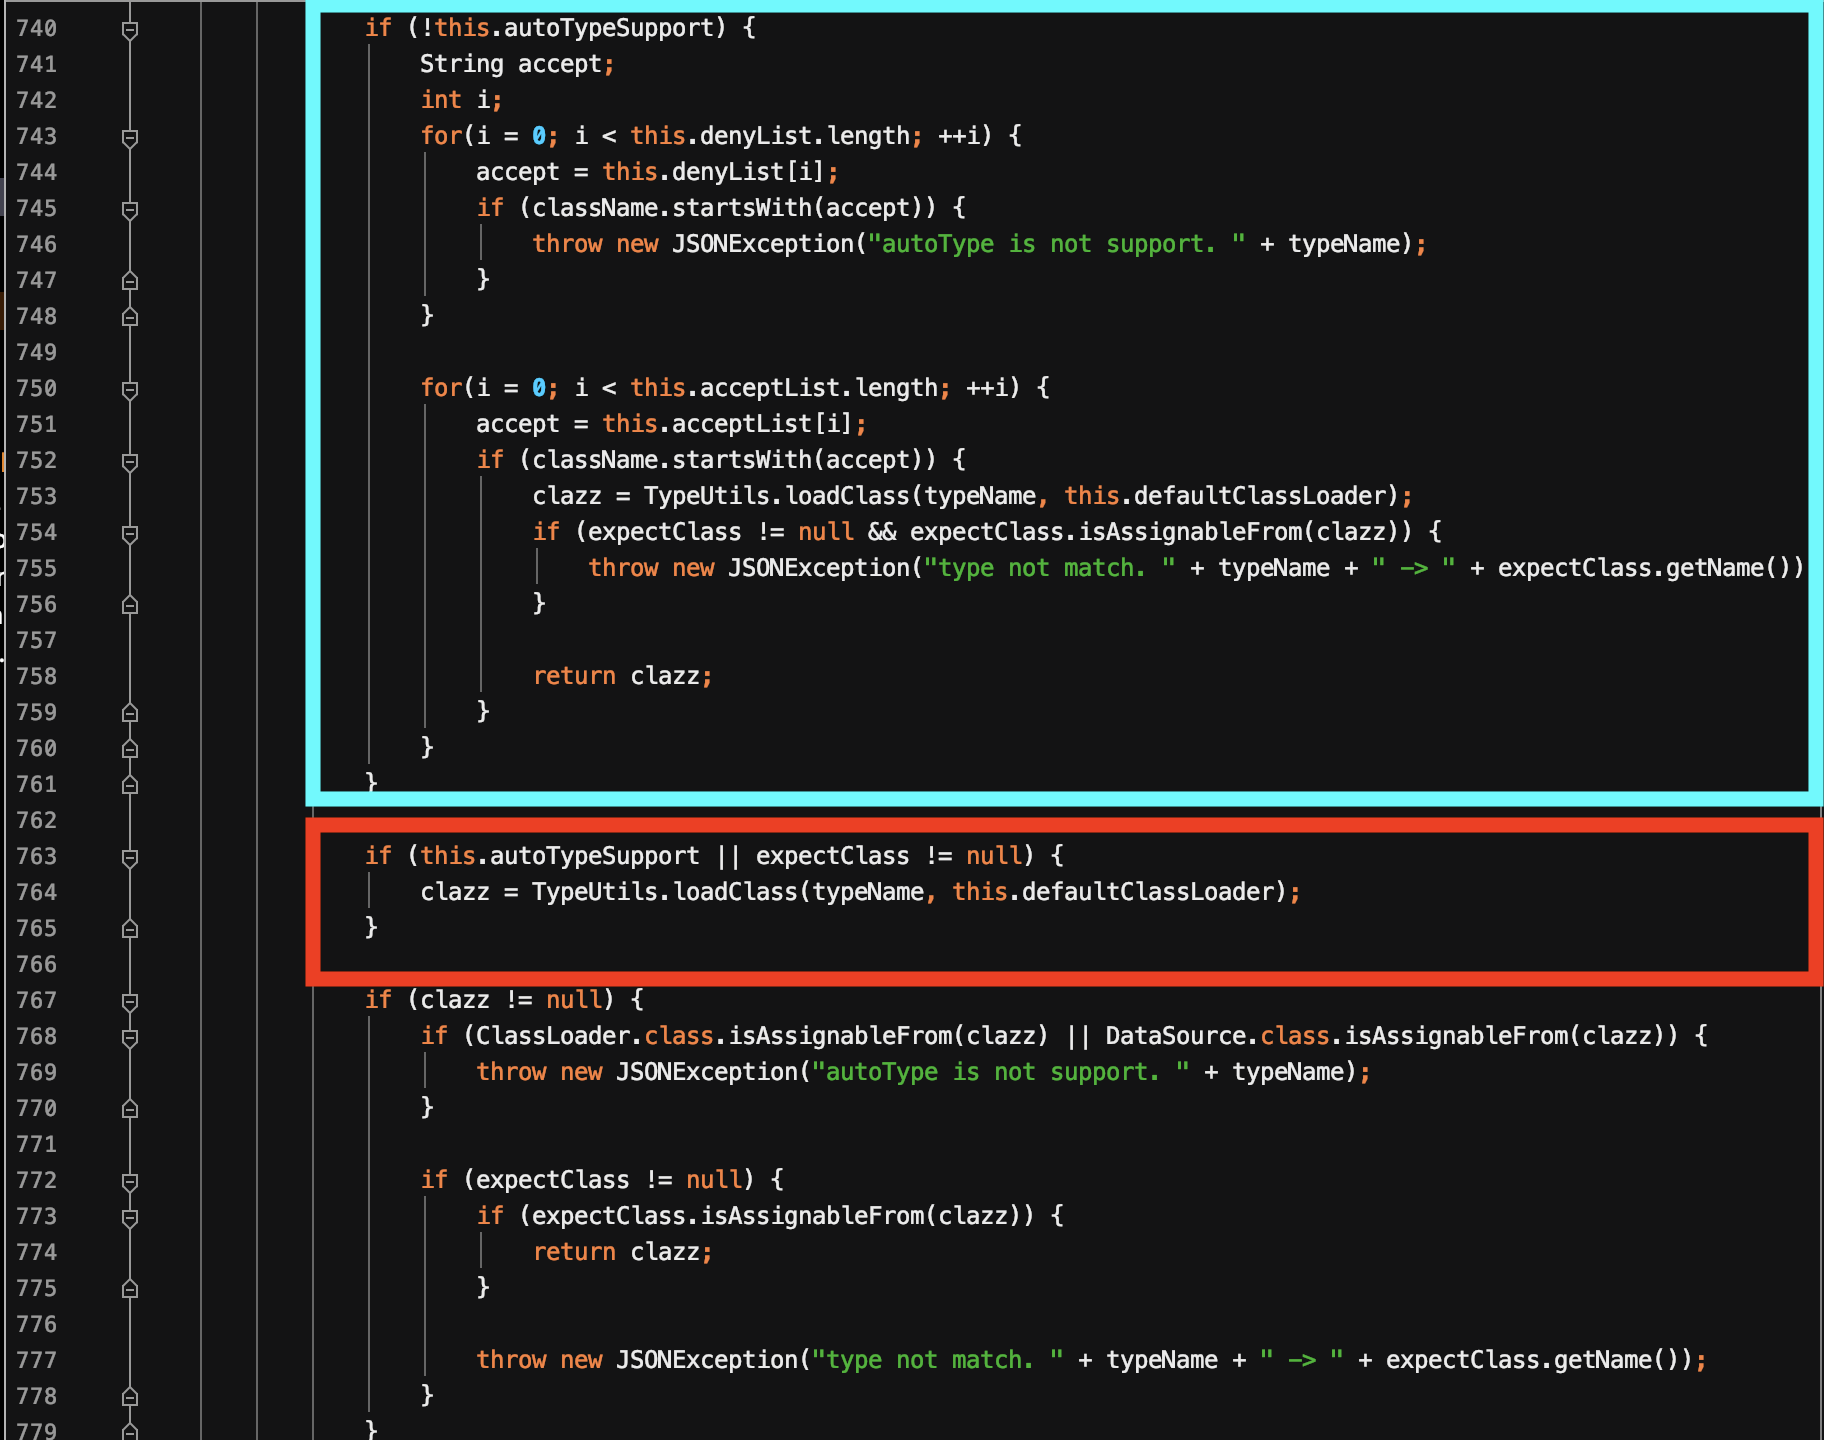 740 if (!this.autoTypeSupport) {
741 String accept;
742 int i;
743 for(i = 0; i < this.denyList.length; ++i) {
744 accept = this.denyList[i];
745 if (className.startsWith(accept)) {
746 throw new JSONException("autoType is not support. " + typeName);
747 }
748 }
749
750 for(i = 0; i < this.acceptList.length; ++i) {
751 accept = this.acceptList[i];
752 if (className.startsWith(accept)) {
753 clazz = TypeUtils.loadClass(typeName, this.defaultClassLoader);
754 if (expectClass != null && expectClass.isAssignableFrom(clazz)) {
755 throw new JSONException("type not match. " + typeName + " -> " + expectClass.getName())
756 }
757
758 return clazz;
759 }
760 }
761 }
762
763 if (this.autoTypeSupport || expectClass != null) {
764 clazz = TypeUtils.loadClass(typeName, this.defaultClassLoader);
765 }
766
767 if (clazz != null) {
768 if (ClassLoader.class.isAssignableFrom(clazz) || DataSource.class.isAssignableFrom(clazz)) {
769 throw new JSONException("autoType is not support. " + typeName);
770 }
771
772 if (expectClass != null) {
773 if (expectClass.isAssignableFrom(clazz)) {
774 return clazz;
775 }
776
777 throw new JSONException("type not match. " + typeName + " -> " + expectClass.getName());
778 }
779 }